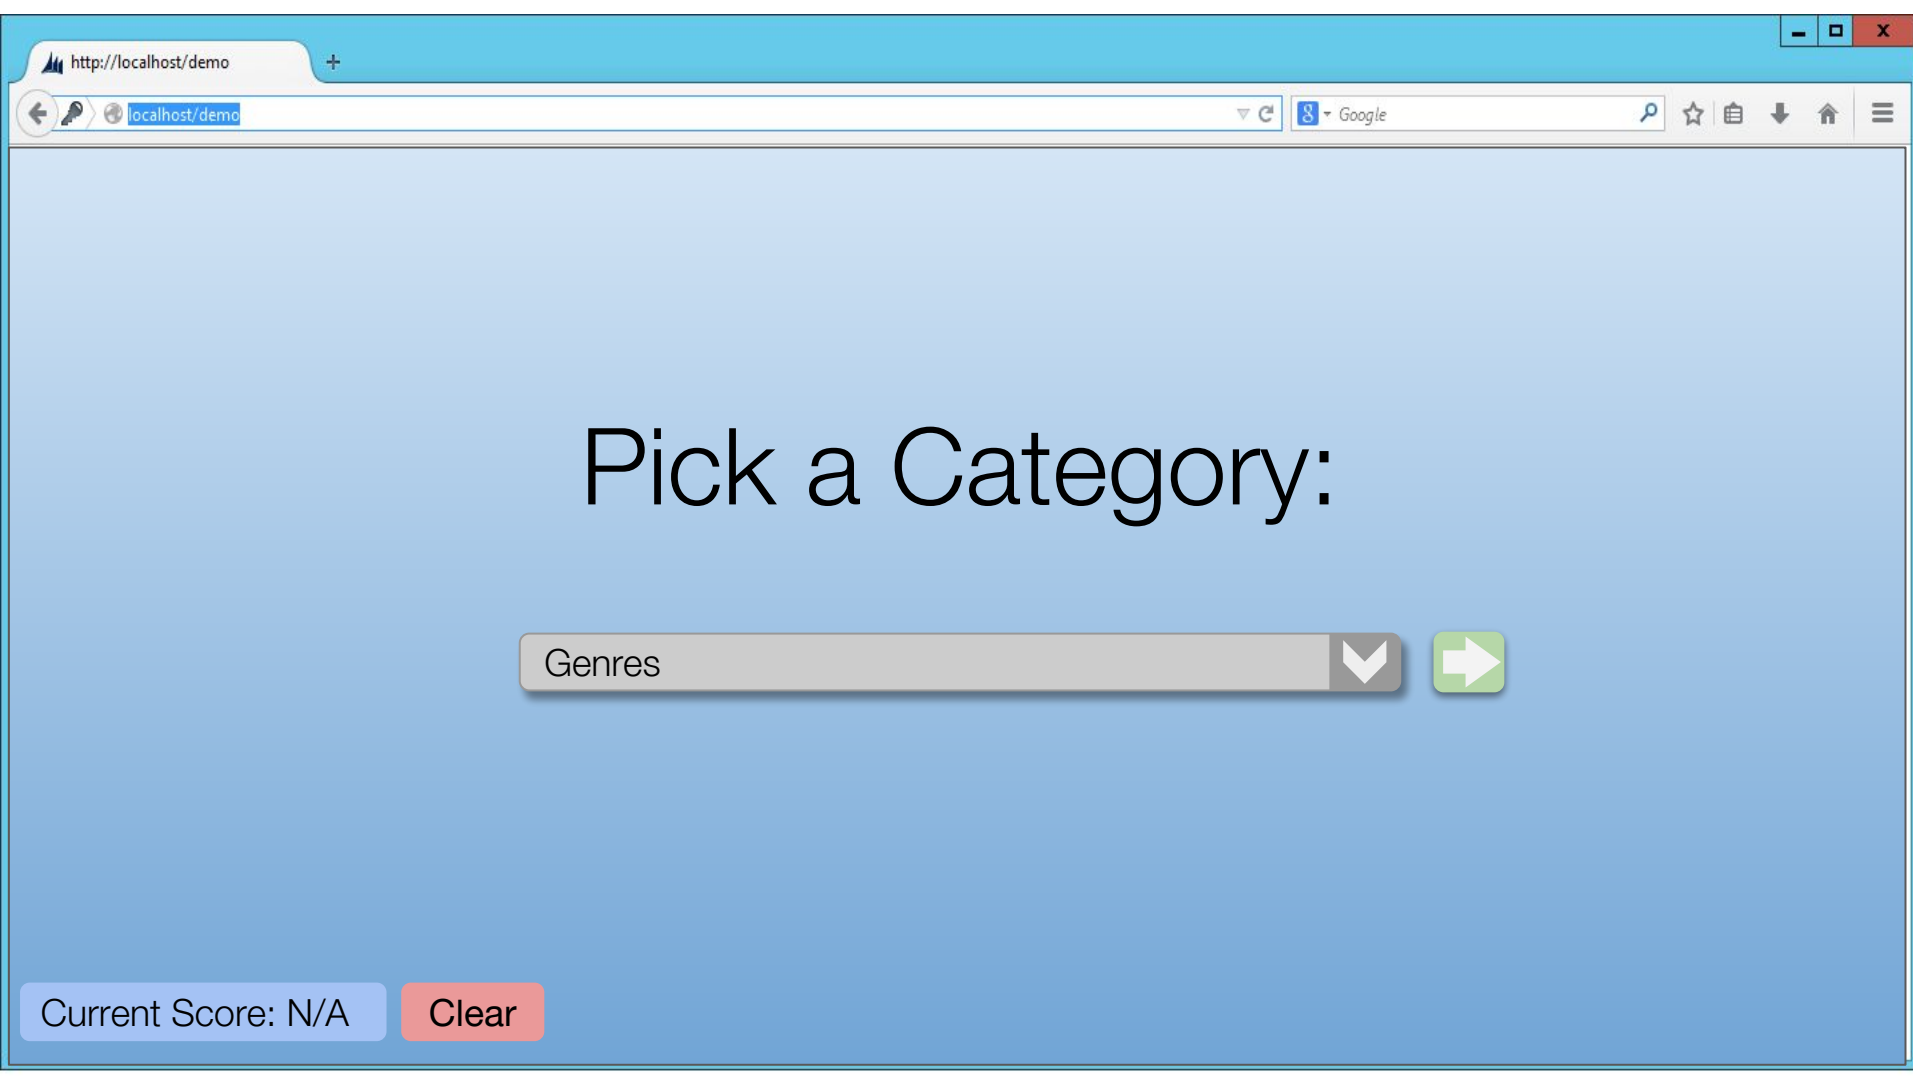 http://localhost/demo
localhost/demo
Google
Pick a Category:
Genres
Current Score: N/A
Clear